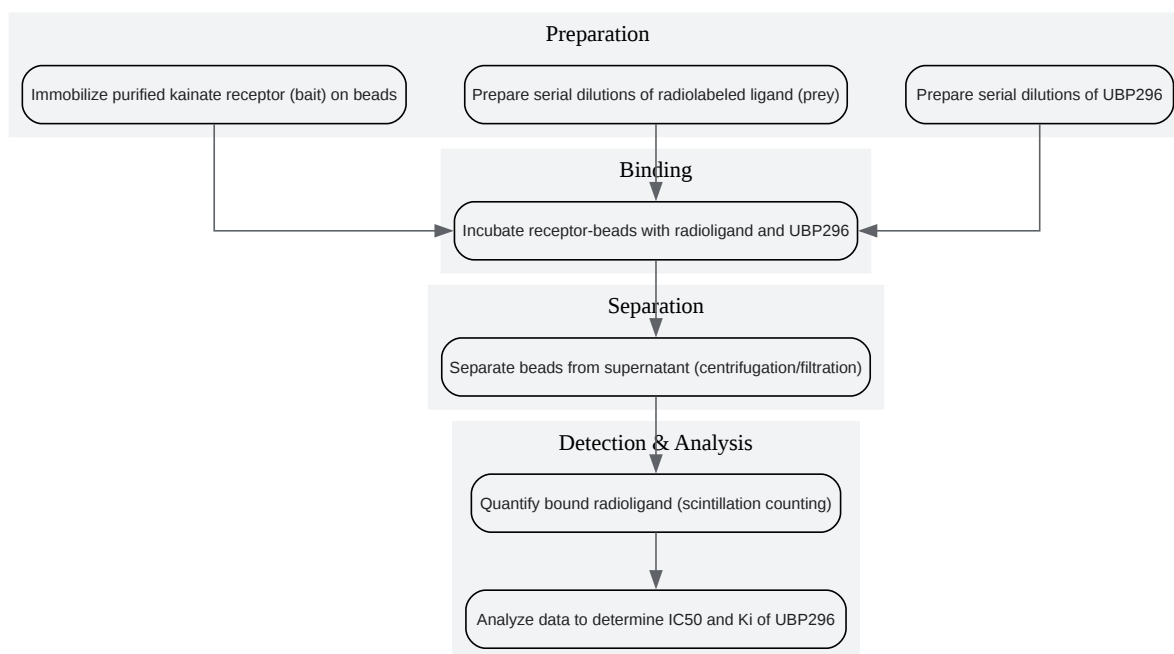 Preparation
Immobilize purified kainate receptor (bait) on beads
Prepare serial dilutions of radiolabeled ligand (prey)
Prepare serial dilutions of UBP296
Binding
Incubate receptor-beads with radioligand and UBP296
Separation
Separate beads from supernatant (centrifugation/filtration)
Detection & Analysis
Quantify bound radioligand (scintillation counting)
Analyze data to determine IC50 and Ki of UBP296